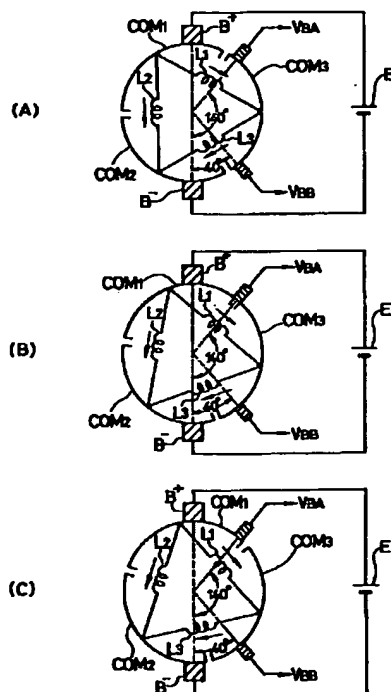 COM1
B+
VBA
L1
L2
COM3
(A)
140°
E
L3
COM2
40°
B-
VBB
COM1
B+
VBA
L1
L2
COM3
(B)
140°
E
COM2
L3
40°
B-
VBB
B+
COM1
VBA
L1
L2
COM3
(C)
140°
E
L3
COM2
40°
B-
VBB